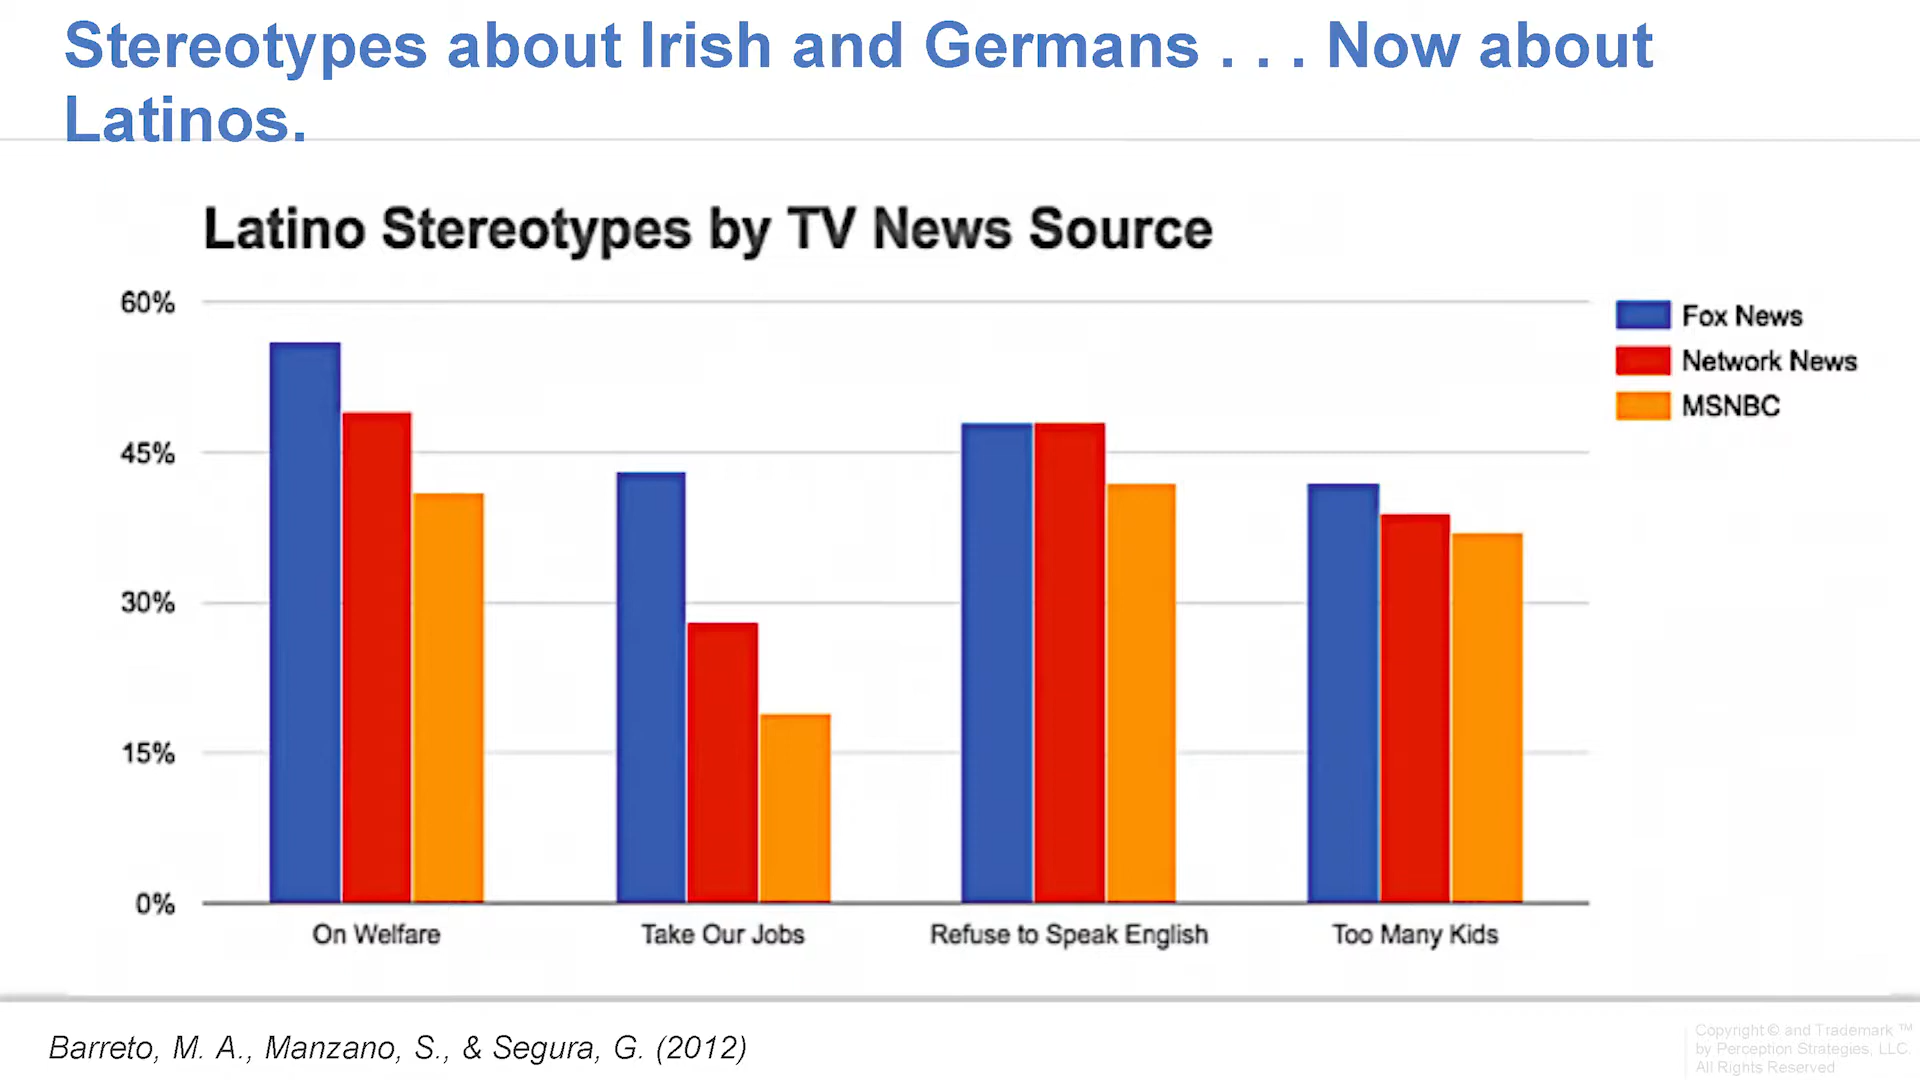 Stereotypes about Irish and Germans . . . Now about
Latinos.
Latino Stereotypes by TV News Source
60%
45%
30%
15%
0%
Fox News
Network News
MSNBC
On Welfare
Take Our Jobs
Refuse to Speak English
Too Many Kids
Barreto, M. A., Manzano, S., & Segura, G. (2012)
Copyright © and Trademark ™
by Perception Strategies, LLC.
All Rights Reserved